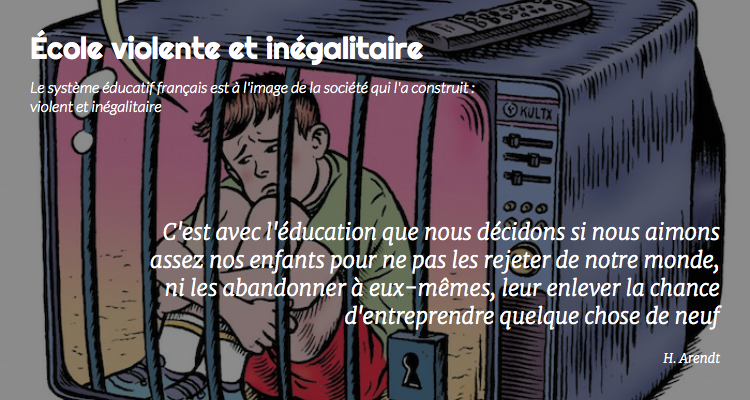 École violente et inégalitaire
Le système éducatif français est à l'image de la société qui l'a construit :
violent et inégalitaire
KULTX
C'est avec l'éducation que nous décidons si nous aimons
assez nos enfants pour ne pas les rejeter de notre monde,
ni les abandonner à eux-mêmes, leur enlever la chance
d'entreprendre quelque chose de neuf
H. Arendt